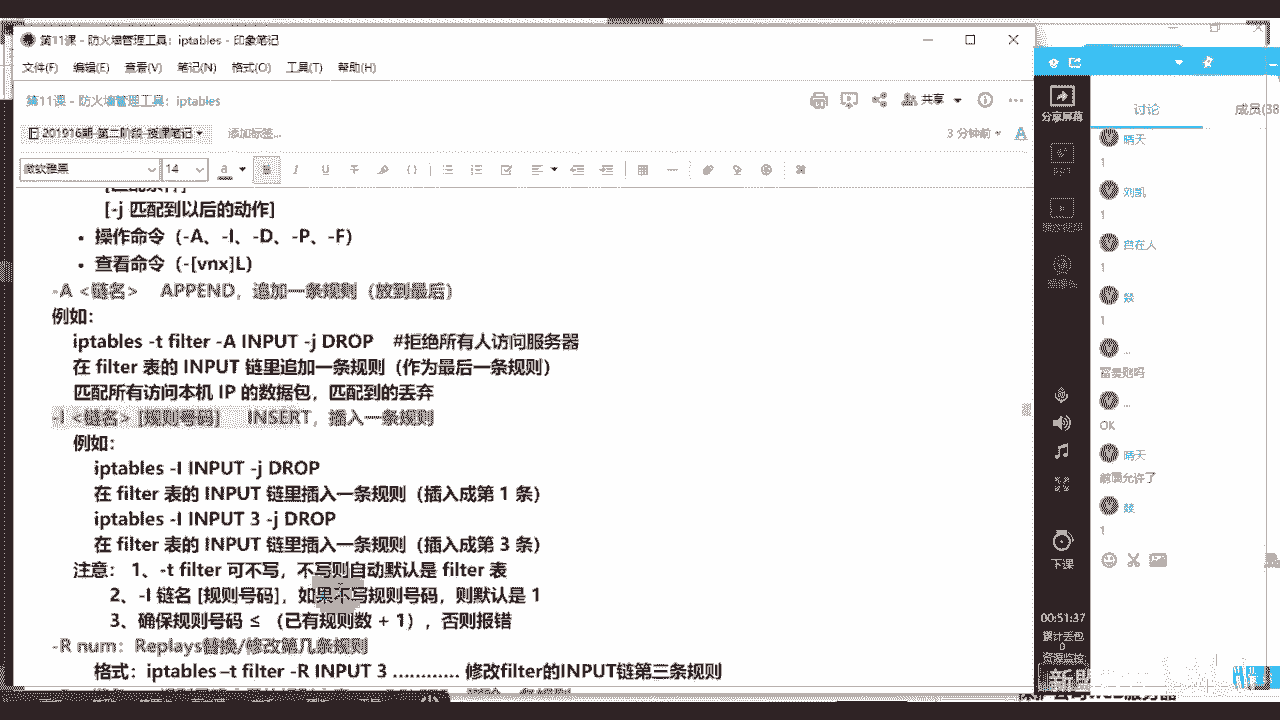 第11课 - 防火墙管理工具：iptables - 印象笔记
文件(F) 编辑(E) 查看(V) 笔记(N) 格式(O) 工具(T) 帮助(H)
第11课 - 防火墙管理工具：iptables
共享
201916期-第二阶段-授课笔记
添加标签...
3 分钟前
微软雅黑
14
[匹配条件]
[-j 匹配到以后的动作]
• 操作命令（-A、-I、-D、-P、-F）
• 查看命令（-[vnx]L）
-A <链名> APPEND，追加一条规则（放到最后）
例如：
iptables -t filter -A INPUT -j DROP #拒绝所有人访问服务器
在 filter 表的 INPUT 链里追加一条规则（作为最后一条规则）
匹配所有访问本机 IP 的数据包，匹配到的丢弃
-I <链名> [规则号码] INSERT，插入一条规则
例如：
iptables -I INPUT -j DROP
在 filter 表的 INPUT 链里插入一条规则（插入成第 1 条）
iptables -I INPUT 3 -j DROP
在 filter 表的 INPUT 链里插入一条规则（插入成第 3 条）
注意： 1、-t filter 可不写，不写则自动默认是 filter 表
2、-I 链名 [规则号码]，如果不写规则号码，则默认是 1
3、确保规则号码 ≤ （已有规则数 + 1），否则报错
-R num：Replays替换/修改第几条规则
格式：iptables –t filter -R INPUT 3 ………… 修改filter的INPUT链第三条规则
分享屏幕
下课
00:51:37
累计丢包
0
资源监控
讨论
成员(38
晴天
1
刘凯
1
自在人
1
1
...
...
OK
晴天
前属允许了
1
保护公司web服务器